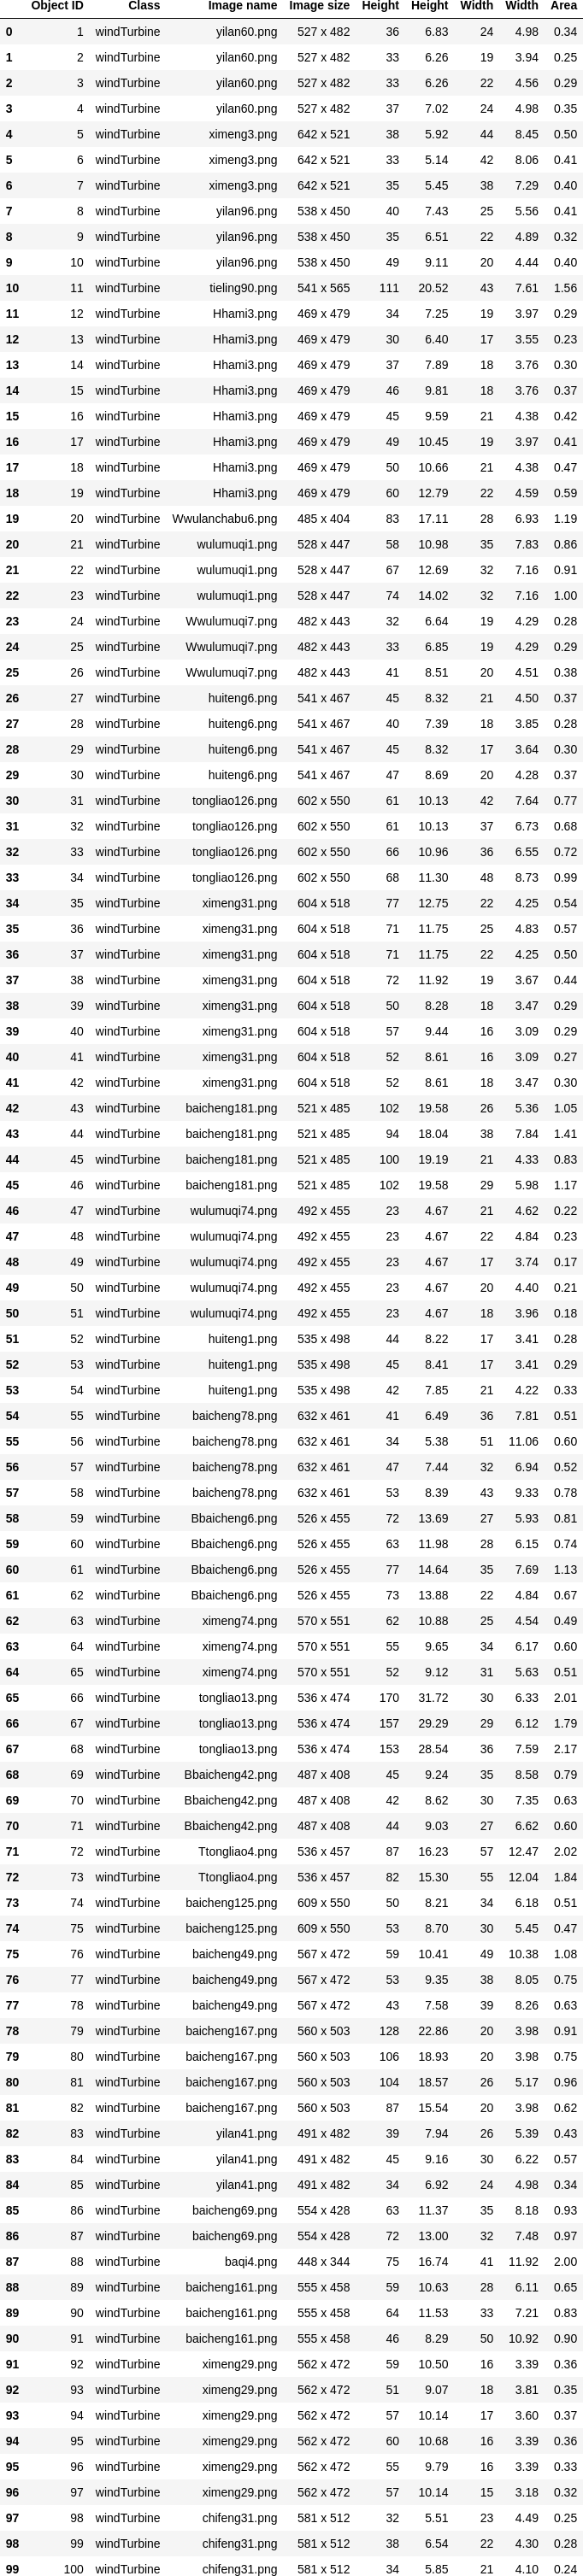 Object ID Class Image name Image size Height Height Width Width Area
0 1 windTurbine yilan60.png 527 x 482 36 6.83 24 4.98 0.34
1 2 windTurbine yilan60.png 527 x 482 33 6.26 19 3.94 0.25
2 3 windTurbine yilan60.png 527 x 482 33 6.26 22 4.56 0.29
3 4 windTurbine yilan60.png 527 x 482 37 7.02 24 4.98 0.35
4 5 windTurbine ximeng3.png 642 x 521 38 5.92 44 8.45 0.50
5 6 windTurbine ximeng3.png 642 x 521 33 5.14 42 8.06 0.41
6 7 windTurbine ximeng3.png 642 x 521 35 5.45 38 7.29 0.40
7 8 windTurbine yilan96.png 538 x 450 40 7.43 25 5.56 0.41
8 9 windTurbine yilan96.png 538 x 450 35 6.51 22 4.89 0.32
9 10 windTurbine yilan96.png 538 x 450 49 9.11 20 4.44 0.40
10 11 windTurbine tieling90.png 541 x 565 111 20.52 43 7.61 1.56
11 12 windTurbine Hhami3.png 469 x 479 34 7.25 19 3.97 0.29
12 13 windTurbine Hhami3.png 469 x 479 30 6.40 17 3.55 0.23
13 14 windTurbine Hhami3.png 469 x 479 37 7.89 18 3.76 0.30
14 15 windTurbine Hhami3.png 469 x 479 46 9.81 18 3.76 0.37
15 16 windTurbine Hhami3.png 469 x 479 45 9.59 21 4.38 0.42
16 17 windTurbine Hhami3.png 469 x 479 49 10.45 19 3.97 0.41
17 18 windTurbine Hhami3.png 469 x 479 50 10.66 21 4.38 0.47
18 19 windTurbine Hhami3.png 469 x 479 60 12.79 22 4.59 0.59
19 20 windTurbine Wwulanchabu6.png 485 x 404 83 17.11 28 6.93 1.19
20 21 windTurbine wulumuqi1.png 528 x 447 58 10.98 35 7.83 0.86
21 22 windTurbine wulumuqi1.png 528 x 447 67 12.69 32 7.16 0.91
22 23 windTurbine wulumuqi1.png 528 x 447 74 14.02 32 7.16 1.00
23 24 windTurbine Wwulumuqi7.png 482 x 443 32 6.64 19 4.29 0.28
24 25 windTurbine Wwulumuqi7.png 482 x 443 33 6.85 19 4.29 0.29
25 26 windTurbine Wwulumuqi7.png 482 x 443 41 8.51 20 4.51 0.38
26 27 windTurbine huiteng6.png 541 x 467 45 8.32 21 4.50 0.37
27 28 windTurbine huiteng6.png 541 x 467 40 7.39 18 3.85 0.28
28 29 windTurbine huiteng6.png 541 x 467 45 8.32 17 3.64 0.30
29 30 windTurbine huiteng6.png 541 x 467 47 8.69 20 4.28 0.37
30 31 windTurbine tongliao126.png 602 x 550 61 10.13 42 7.64 0.77
31 32 windTurbine tongliao126.png 602 x 550 61 10.13 37 6.73 0.68
32 33 windTurbine tongliao126.png 602 x 550 66 10.96 36 6.55 0.72
33 34 windTurbine tongliao126.png 602 x 550 68 11.30 48 8.73 0.99
34 35 windTurbine ximeng31.png 604 x 518 77 12.75 22 4.25 0.54
35 36 windTurbine ximeng31.png 604 x 518 71 11.75 25 4.83 0.57
36 37 windTurbine ximeng31.png 604 x 518 71 11.75 22 4.25 0.50
37 38 windTurbine ximeng31.png 604 x 518 72 11.92 19 3.67 0.44
38 39 windTurbine ximeng31.png 604 x 518 50 8.28 18 3.47 0.29
39 40 windTurbine ximeng31.png 604 x 518 57 9.44 16 3.09 0.29
40 41 windTurbine ximeng31.png 604 x 518 52 8.61 16 3.09 0.27
41 42 windTurbine ximeng31.png 604 x 518 52 8.61 18 3.47 0.30
42 43 windTurbine baicheng181.png 521 x 485 102 19.58 26 5.36 1.05
43 44 windTurbine baicheng181.png 521 x 485 94 18.04 38 7.84 1.41
44 45 windTurbine baicheng181.png 521 x 485 100 19.19 21 4.33 0.83
45 46 windTurbine baicheng181.png 521 x 485 102 19.58 29 5.98 1.17
46 47 windTurbine wulumuqi74.png 492 x 455 23 4.67 21 4.62 0.22
47 48 windTurbine wulumuqi74.png 492 x 455 23 4.67 22 4.84 0.23
48 49 windTurbine wulumuqi74.png 492 x 455 23 4.67 17 3.74 0.17
49 50 windTurbine wulumuqi74.png 492 x 455 23 4.67 20 4.40 0.21
50 51 windTurbine wulumuqi74.png 492 x 455 23 4.67 18 3.96 0.18
51 52 windTurbine huiteng1.png 535 x 498 44 8.22 17 3.41 0.28
52 53 windTurbine huiteng1.png 535 x 498 45 8.41 17 3.41 0.29
53 54 windTurbine huiteng1.png 535 x 498 42 7.85 21 4.22 0.33
54 55 windTurbine baicheng78.png 632 x 461 41 6.49 36 7.81 0.51
55 56 windTurbine baicheng78.png 632 x 461 34 5.38 51 11.06 0.60
56 57 windTurbine baicheng78.png 632 x 461 47 7.44 32 6.94 0.52
57 58 windTurbine baicheng78.png 632 x 461 53 8.39 43 9.33 0.78
58 59 windTurbine Bbaicheng6.png 526 x 455 72 13.69 27 5.93 0.81
59 60 windTurbine Bbaicheng6.png 526 x 455 63 11.98 28 6.15 0.74
60 61 windTurbine Bbaicheng6.png 526 x 455 77 14.64 35 7.69 1.13
61 62 windTurbine Bbaicheng6.png 526 x 455 73 13.88 22 4.84 0.67
62 63 windTurbine ximeng74.png 570 x 551 62 10.88 25 4.54 0.49
63 64 windTurbine ximeng74.png 570 x 551 55 9.65 34 6.17 0.60
64 65 windTurbine ximeng74.png 570 x 551 52 9.12 31 5.63 0.51
65 66 windTurbine tongliao13.png 536 x 474 170 31.72 30 6.33 2.01
66 67 windTurbine tongliao13.png 536 x 474 157 29.29 29 6.12 1.79
67 68 windTurbine tongliao13.png 536 x 474 153 28.54 36 7.59 2.17
68 69 windTurbine Bbaicheng42.png 487 x 408 45 9.24 35 8.58 0.79
69 70 windTurbine Bbaicheng42.png 487 x 408 42 8.62 30 7.35 0.63
70 71 windTurbine Bbaicheng42.png 487 x 408 44 9.03 27 6.62 0.60
71 72 windTurbine Ttongliao4.png 536 x 457 87 16.23 57 12.47 2.02
72 73 windTurbine Ttongliao4.png 536 x 457 82 15.30 55 12.04 1.84
73 74 windTurbine baicheng125.png 609 x 550 50 8.21 34 6.18 0.51
74 75 windTurbine baicheng125.png 609 x 550 53 8.70 30 5.45 0.47
75 76 windTurbine baicheng49.png 567 x 472 59 10.41 49 10.38 1.08
76 77 windTurbine baicheng49.png 567 x 472 53 9.35 38 8.05 0.75
77 78 windTurbine baicheng49.png 567 x 472 43 7.58 39 8.26 0.63
78 79 windTurbine baicheng167.png 560 x 503 128 22.86 20 3.98 0.91
79 80 windTurbine baicheng167.png 560 x 503 106 18.93 20 3.98 0.75
80 81 windTurbine baicheng167.png 560 x 503 104 18.57 26 5.17 0.96
81 82 windTurbine baicheng167.png 560 x 503 87 15.54 20 3.98 0.62
82 83 windTurbine yilan41.png 491 x 482 39 7.94 26 5.39 0.43
83 84 windTurbine yilan41.png 491 x 482 45 9.16 30 6.22 0.57
84 85 windTurbine yilan41.png 491 x 482 34 6.92 24 4.98 0.34
85 86 windTurbine baicheng69.png 554 x 428 63 11.37 35 8.18 0.93
86 87 windTurbine baicheng69.png 554 x 428 72 13.00 32 7.48 0.97
87 88 windTurbine baqi4.png 448 x 344 75 16.74 41 11.92 2.00
88 89 windTurbine baicheng161.png 555 x 458 59 10.63 28 6.11 0.65
89 90 windTurbine baicheng161.png 555 x 458 64 11.53 33 7.21 0.83
90 91 windTurbine baicheng161.png 555 x 458 46 8.29 50 10.92 0.90
91 92 windTurbine ximeng29.png 562 x 472 59 10.50 16 3.39 0.36
92 93 windTurbine ximeng29.png 562 x 472 51 9.07 18 3.81 0.35
93 94 windTurbine ximeng29.png 562 x 472 57 10.14 17 3.60 0.37
94 95 windTurbine ximeng29.png 562 x 472 60 10.68 16 3.39 0.36
95 96 windTurbine ximeng29.png 562 x 472 55 9.79 16 3.39 0.33
96 97 windTurbine ximeng29.png 562 x 472 57 10.14 15 3.18 0.32
97 98 windTurbine chifeng31.png 581 x 512 32 5.51 23 4.49 0.25
98 99 windTurbine chifeng31.png 581 x 512 38 6.54 22 4.30 0.28
99 100 windTurbine chifeng31.png 581 x 512 34 5.85 21 4.10 0.24